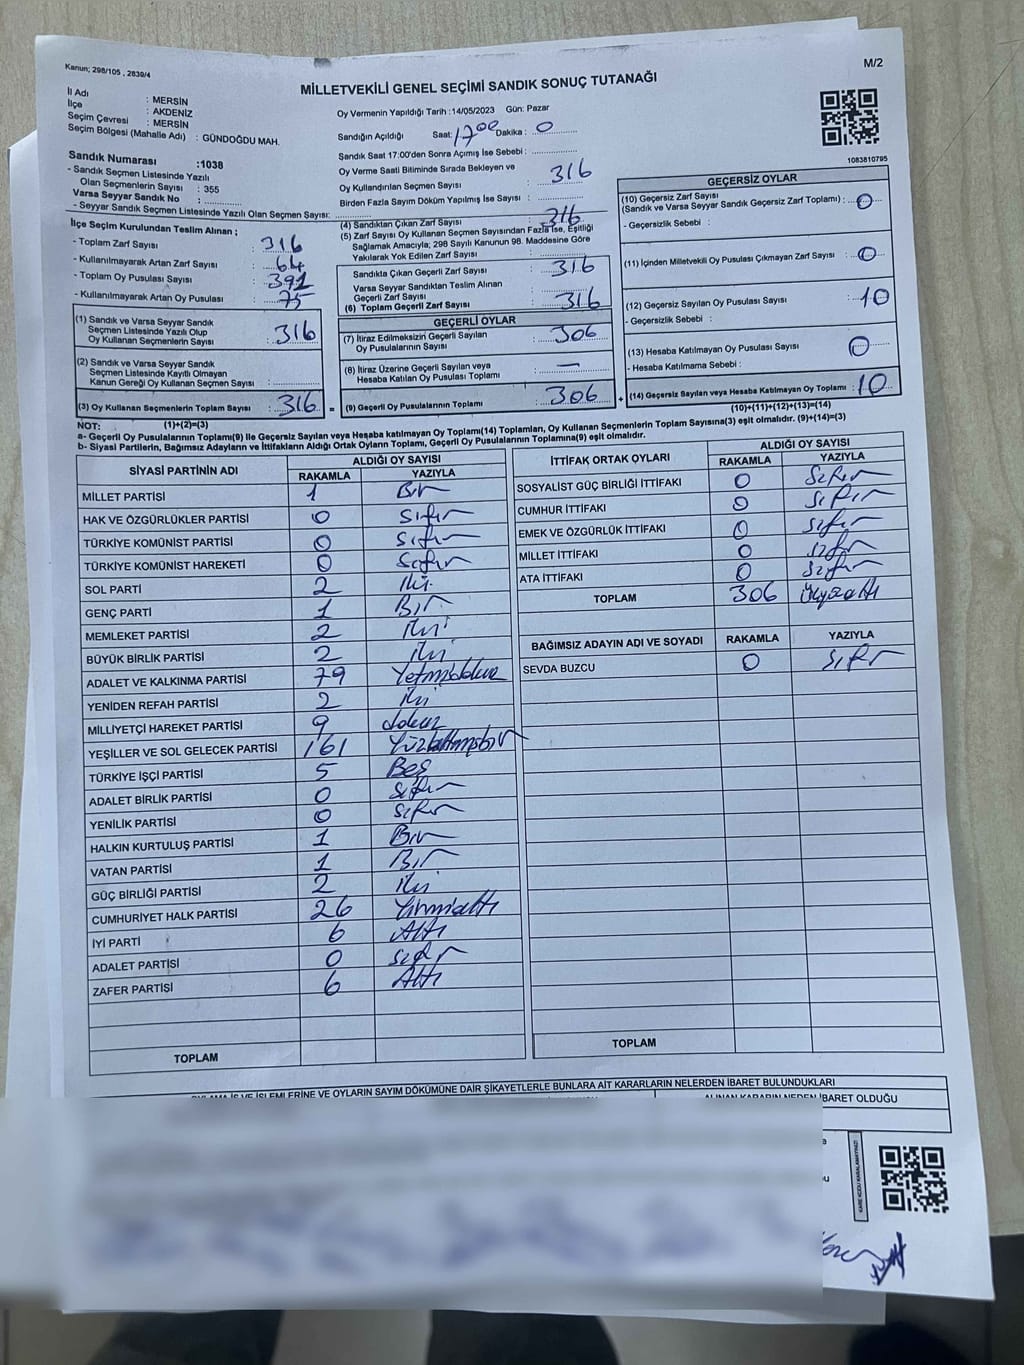 Kanun; 298/105 , 2839/4
M/2
MİLLETVEKİLİ GENEL SEÇİMİ SANDIK SONUÇ TUTANAĞI
İl Adı : MERSİN
İlçe : AKDENİZ
Seçim Çevresi : MERSİN
Seçim Bölgesi (Mahalle Adı) : GÜNDOĞDU MAH.
Sandık Numarası :1038
- Sandık Seçmen Listesinde Yazılı
Olan Seçmenlerin Sayısı : 355
Varsa Seyyar Sandık No :
- Seyyar Sandık Seçmen Listesinde Yazılı Olan Seçmen Sayısı:
Oy Vermenin Yapıldığı Tarih :14/05/2023 Gün: Pazar
Sandığın Açıldığı Saat: 17 00 Dakika : 0
Sandık Saat 17:00'den Sonra Açımış İse Sebebi :
Oy Verme Saati Bitiminde Sırada Bekleyen ve
Oy Kullandırılan Seçmen Sayısı : 316
Birden Fazla Sayım Döküm Yapılmış İse Sayısı :
1083810795
İlçe Seçim Kurulundan Teslim Alınan ;
- Toplam Zarf Sayısı : 316
- Kullanılmayarak Artan Zarf Sayısı : 64
- Toplam Oy Pusulası Sayısı : 391
- Kullanılmayarak Artan Oy Pusulası : 75
(1) Sandık ve Varsa Seyyar Sandık
Seçmen Listesinde Yazılı Olup
Oy Kullanan Seçmenlerin Sayısı : 316
(2) Sandık ve Varsa Seyyar Sandık
Seçmen Listesinde Kayıtlı Olmayan
Kanun Gereği Oy Kullanan Seçmen Sayısı :
(3) Oy Kullanan Seçmenlerin Toplam Sayısı : 316
(4) Sandıktan Çıkan Zarf Sayısı : 316
(5) Zarf Sayısı Oy Kullanan Seçmen Sayısından Fazla İse, Eşitliği
Sağlamak Amacıyla; 298 Sayılı Kanunun 98. Maddesine Göre
Yakılarak Yok Edilen Zarf Sayısı :
Sandıkta Çıkan Geçerli Zarf Sayısı : 316
Varsa Seyyar Sandıktan Teslim Alınan
Geçerli Zarf Sayısı :
(6) Toplam Geçerli Zarf Sayısı : 316
GEÇERLİ OYLAR
(7) İtiraz Edilmeksizin Geçerli Sayılan
Oy Pusulalarının Sayısı : 306
(8) İtiraz Üzerine Geçerli Sayılan veya
Hesaba Katılan Oy Pusulası Toplamı : —
= (9) Geçerli Oy Pusulalarının Toplamı : 306
GEÇERSİZ OYLAR
(10) Geçersiz Zarf Sayısı
(Sandık ve Varsa Seyyar Sandık Geçersiz Zarf Toplamı) : 0
- Geçersizlik Sebebi :
(11) İçinden Milletvekili Oy Pusulası Çıkmayan Zarf Sayısı : 0
(12) Geçersiz Sayılan Oy Pusulası Sayısı : 10
- Geçersizlik Sebebi :
(13) Hesaba Katılmayan Oy Pusulası Sayısı : 0
- Hesaba Katılmama Sebebi :
+ (14) Geçersiz Sayılan veya Hesaba Katılmayan Oy Toplamı : 10
NOT: (1)+(2)=(3)
(10)+(11)+(12)+(13)=(14)
a- Geçerli Oy Pusulalarının Toplamı(9) ile Geçersiz Sayılan veya Heşaba katılmayan Oy Toplamı(14) Toplamları, Oy Kullanan Seçmenlerin Toplam Sayısına(3) eşit olmalıdır. (9)+(14)=(3)
b- Siyasi Partilerin, Bağımsız Adayların ve İttifakların Aldığı Ortak Oyların Toplamı, Geçerli Oy Pusulalarının Toplamına(9) eşit olmalıdır.
SİYASİ PARTİNİN ADI ALDIĞI OY SAYISI
RAKAMLA YAZIYLA
MİLLET PARTİSİ 1 Bir
HAK VE ÖZGÜRLÜKLER PARTİSİ 0 Sıfır
TÜRKİYE KOMÜNİST PARTİSİ 0 Sıfır
TÜRKİYE KOMÜNİST HAREKETİ 0 Sıfır
SOL PARTİ 2 İki
GENÇ PARTİ 1 Bir
MEMLEKET PARTİSİ 2 İki
BÜYÜK BİRLİK PARTİSİ 2 İki
ADALET VE KALKINMA PARTİSİ 79 Yetmişdokuz
YENİDEN REFAH PARTİSİ 2 İki
MİLLİYETÇİ HAREKET PARTİSİ 9 dokuz
YEŞİLLER VE SOL GELECEK PARTİSİ 161 Yüzaltmışbir
TÜRKİYE İŞÇİ PARTİSİ 5 Beş
ADALET BİRLİK PARTİSİ 0 Sıfır
YENİLİK PARTİSİ 0 Sıfır
HALKIN KURTULUŞ PARTİSİ 1 Bir
VATAN PARTİSİ 1 Bir
GÜÇ BİRLİĞİ PARTİSİ 2 İki
CUMHURİYET HALK PARTİSİ 26 Yirmialtı
İYİ PARTİ 6 Altı
ADALET PARTİSİ 0 Sıfır
ZAFER PARTİSİ 6 Altı
TOPLAM
İTTİFAK ORTAK OYLARI ALDIĞI OY SAYISI
RAKAMLA YAZIYLA
SOSYALİST GÜÇ BİRLİĞİ İTTİFAKI 0 Sıfır
CUMHUR İTTİFAKI 0 Sıfır
EMEK VE ÖZGÜRLÜK İTTİFAKI 0 Sıfır
MİLLET İTTİFAKI 0 Sıfır
ATA İTTİFAKI 0 Sıfır
TOPLAM 306 Üçyüzaltı
BAĞIMSIZ ADAYIN ADI VE SOYADI RAKAMLA YAZIYLA
SEVDA BUZCU 0 Sıfır
TOPLAM
İŞLEMLERİNE VE OYLARIN SAYIM DÖKÜMÜNE DAİR ŞİKAYETLERLE BUNLARA AİT KARARLARIN NELERDEN İBARET BULUNDUKLARI
ALINAN KARARIN NEDEN İBARET OLDUĞU
KARE KODU KARALAMAYINIZ!